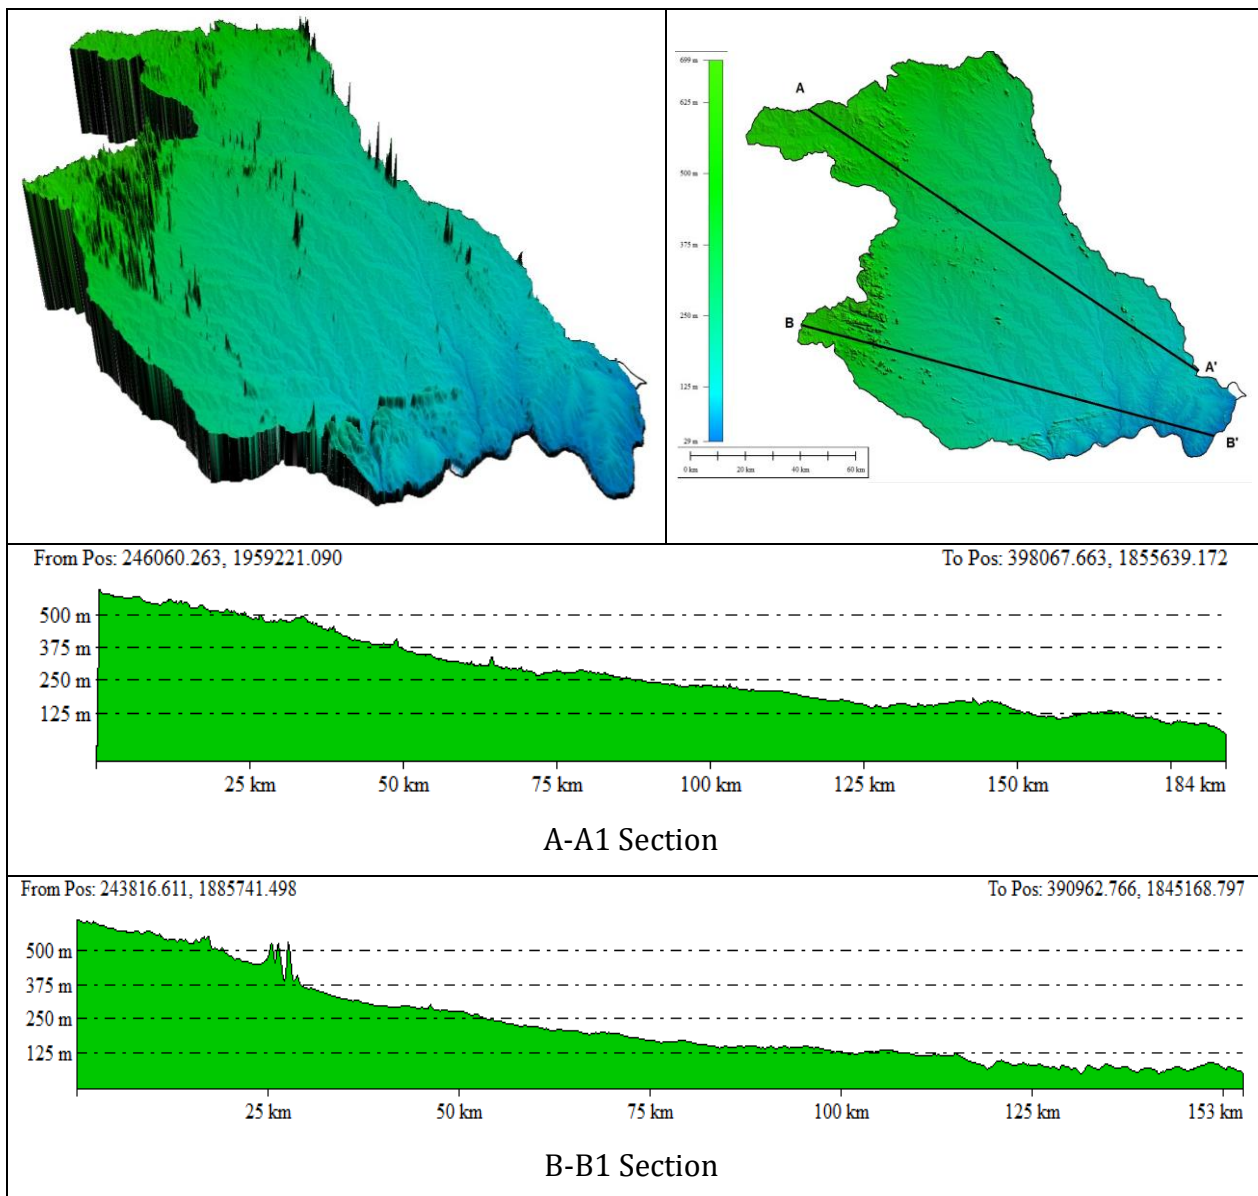 699 m
625 m
500 m
375 m
250 m
125 m
29 m
A
B
A'
B'
0 km 20 km 40 km 60 km
From Pos: 246060.263, 1959221.090 To Pos: 398067.663, 1855639.172
500 m
375 m
250 m
125 m
25 km 50 km 75 km 100 km 125 km 150 km 184 km
A-A1 Section
From Pos: 243816.611, 1885741.498 To Pos: 390962.766, 1845168.797
500 m
375 m
250 m
125 m
25 km 50 km 75 km 100 km 125 km 153 km
B-B1 Section